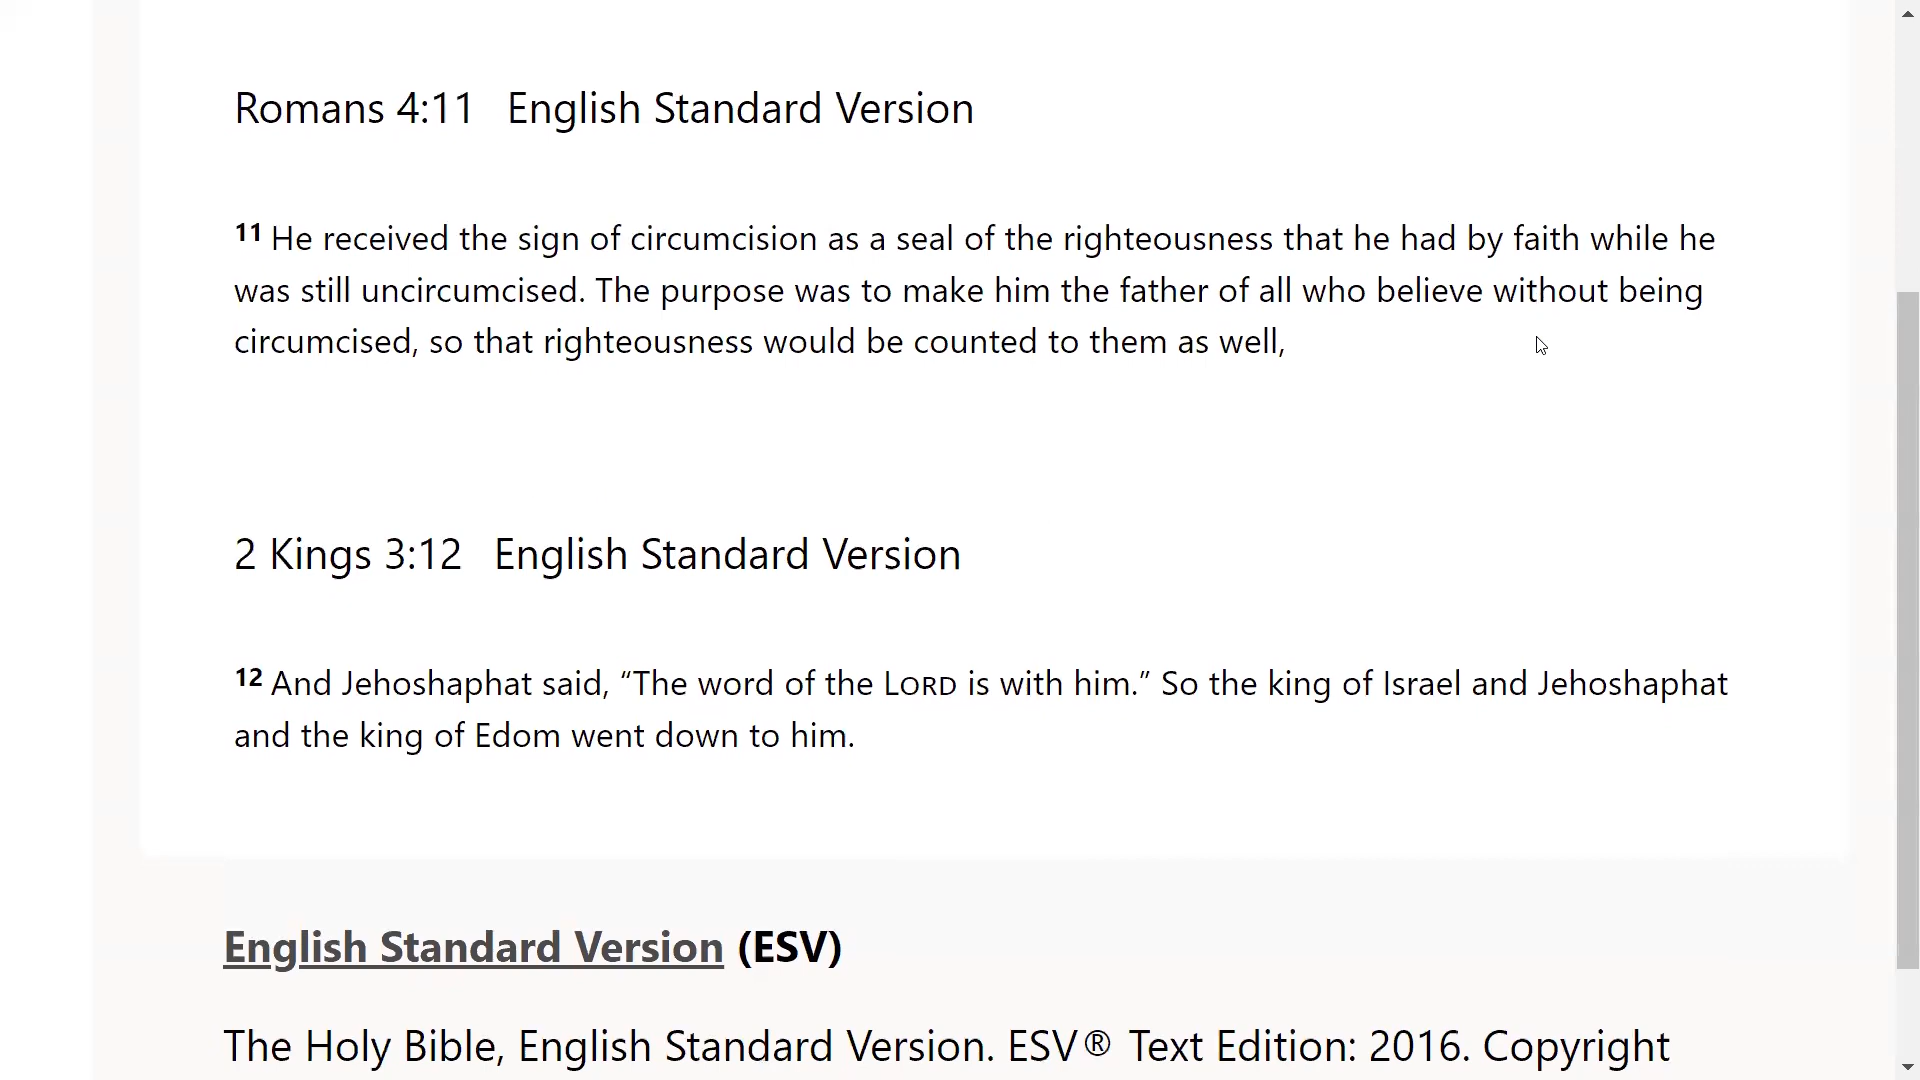 Romans 4:11 English Standard Version
11 He received the sign of circumcision as a seal of the righteousness that he had by faith while he
was still uncircumcised. The purpose was to make him the father of all who believe without being
circumcised, so that righteousness would be counted to them as well,
2 Kings 3:12 English Standard Version
12 And Jehoshaphat said, “The word of the LORD is with him.” So the king of Israel and Jehoshaphat
and the king of Edom went down to him.
English Standard Version (ESV)
The Holy Bible, English Standard Version. ESV® Text Edition: 2016. Copyright